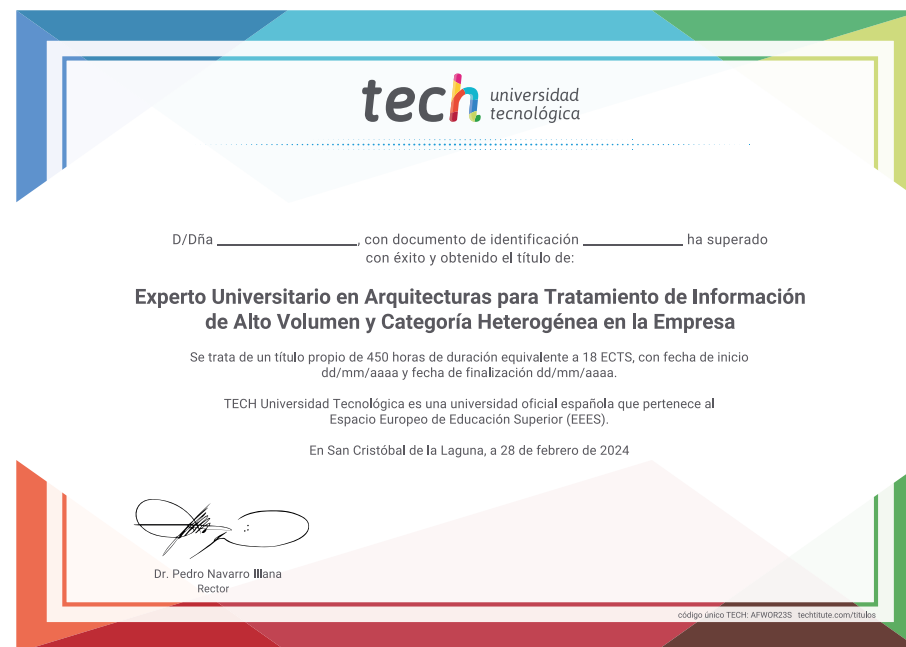 tech universidad
tecnológica
D/Dña ____________________, con documento de identificación ______________ ha superado
con éxito y obtenido el título de:
Experto Universitario en Arquitecturas para Tratamiento de Información
de Alto Volumen y Categoría Heterogénea en la Empresa
Se trata de un título propio de 450 horas de duración equivalente a 18 ECTS, con fecha de inicio
dd/mm/aaaa y fecha de finalización dd/mm/aaaa.
TECH Universidad Tecnológica es una universidad oficial española que pertenece al
Espacio Europeo de Educación Superior (EEES).
En San Cristóbal de la Laguna, a 28 de febrero de 2024
Dr. Pedro Navarro Illana
Rector
código único TECH: AFWOR23S techtitute.com/titulos